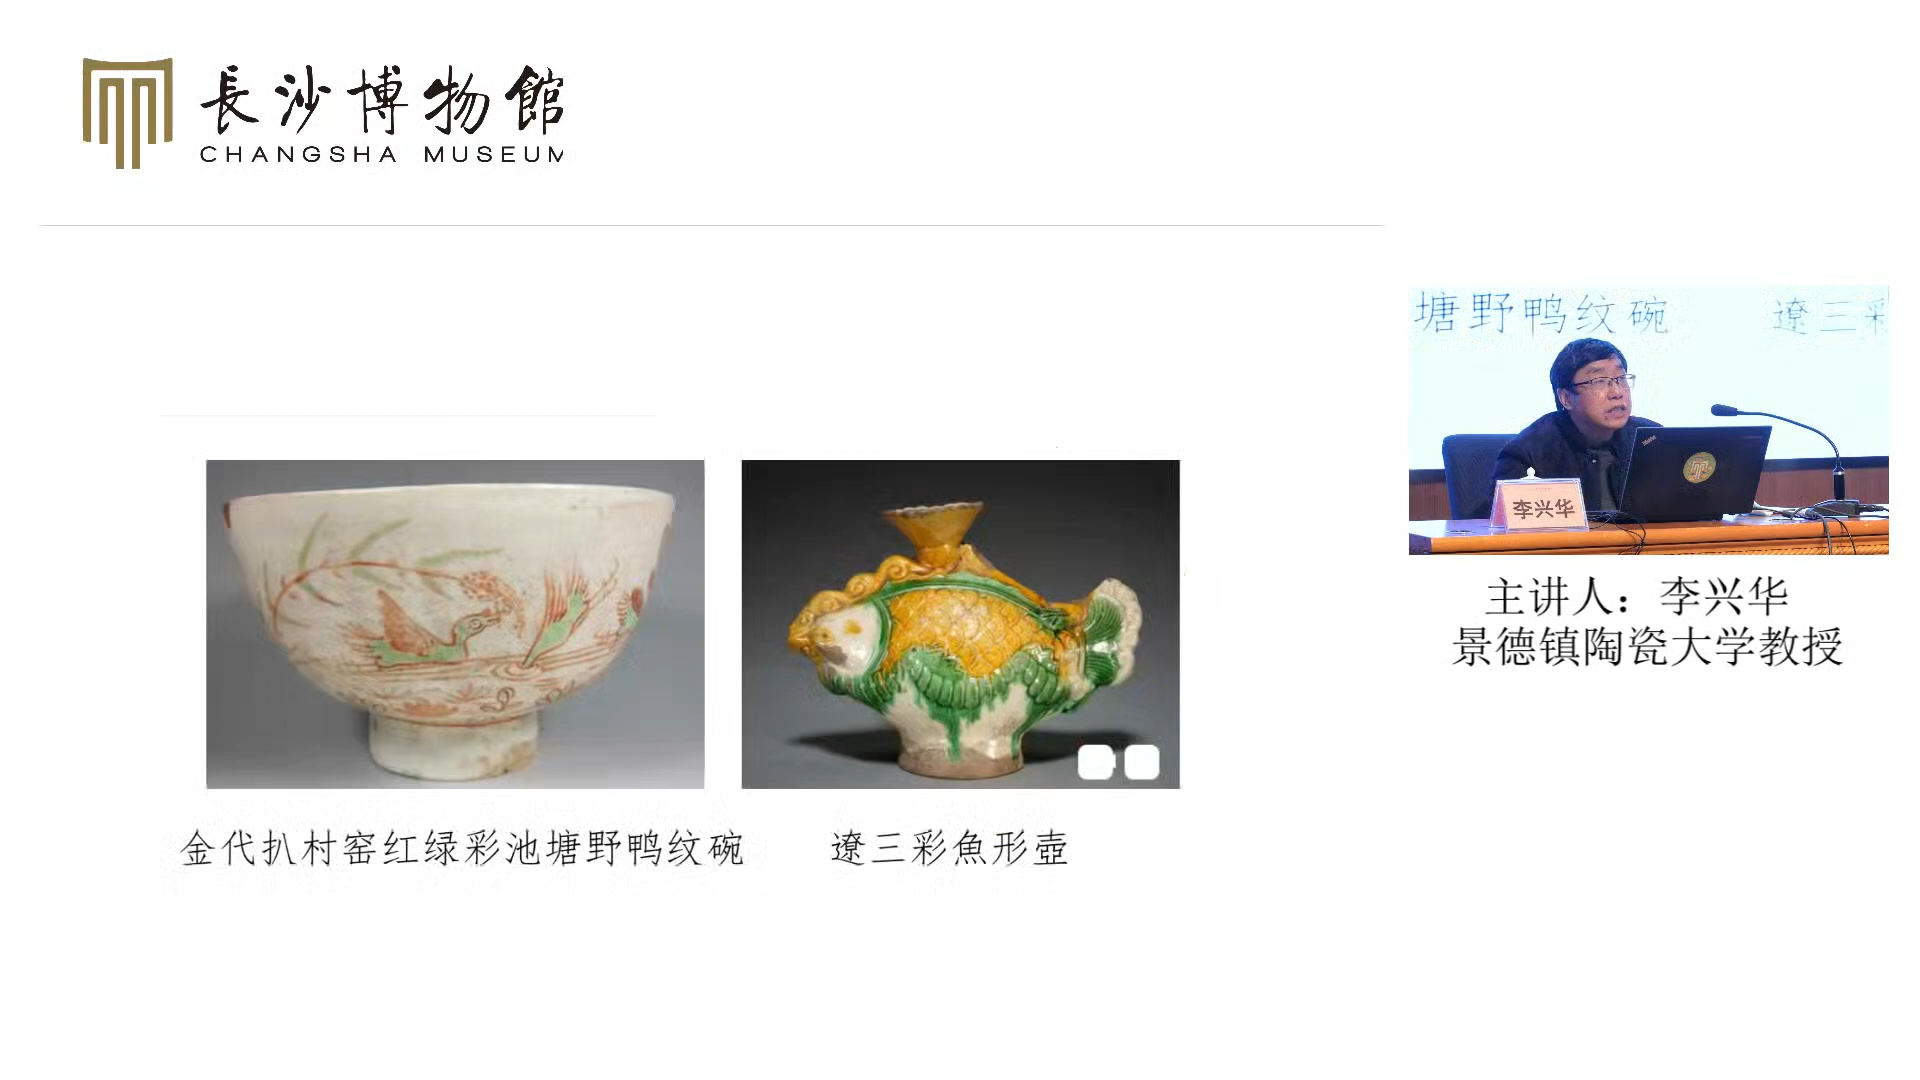 長沙博物館
CHANGSHA MUSEUM
塘野鸭纹碗 遼三彩
李兴华
主讲人：李兴华
景德镇陶瓷大学教授
金代扒村窑红绿彩池塘野鸭纹碗
遼三彩魚形壺